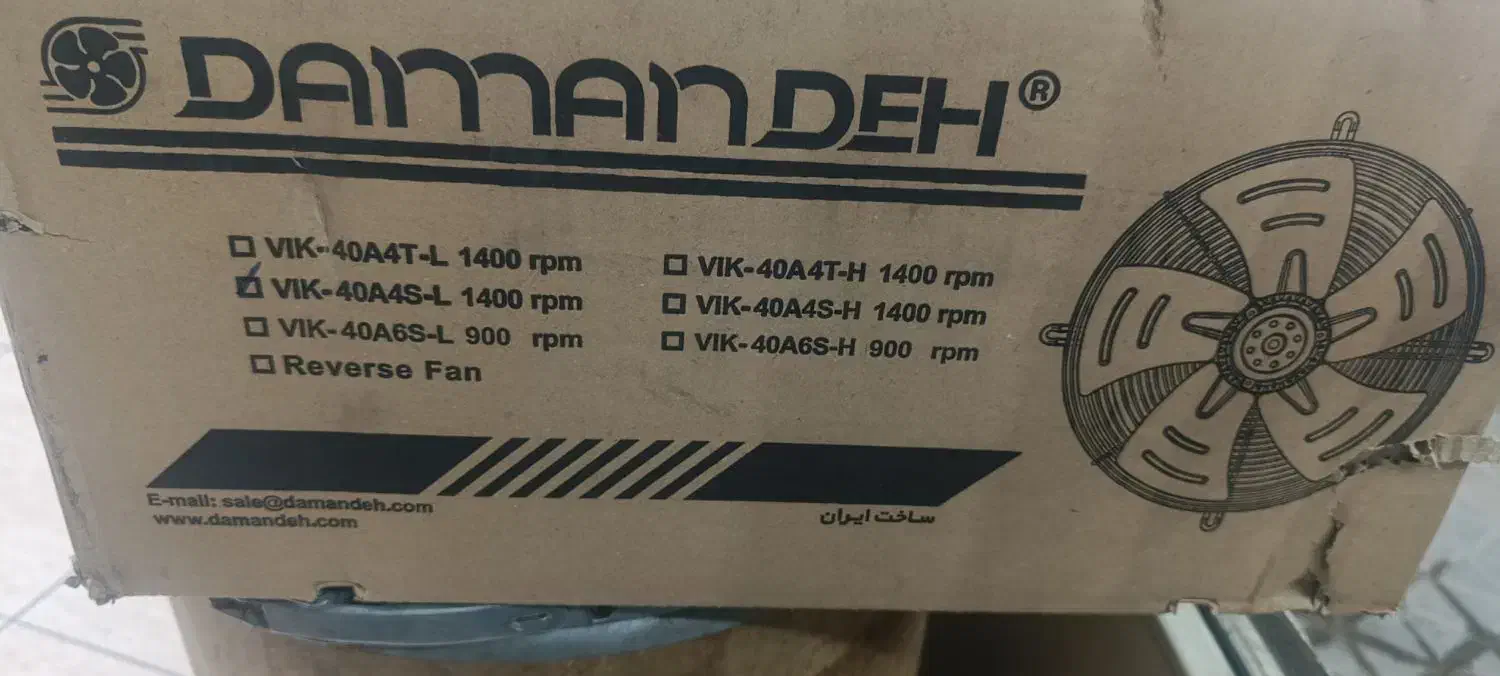 DAMANDEH®
VIK-40A4T-L 1400 rpm
VIK-40A4S-L 1400 rpm
VIK-40A6S-L 900 rpm
Reverse Fan
VIK-40A4T-H 1400 rpm
VIK-40A4S-H 1400 rpm
VIK-40A6S-H 900 rpm
E-mail: sale@damandeh.com
www.damandeh.com
ساخت ایران